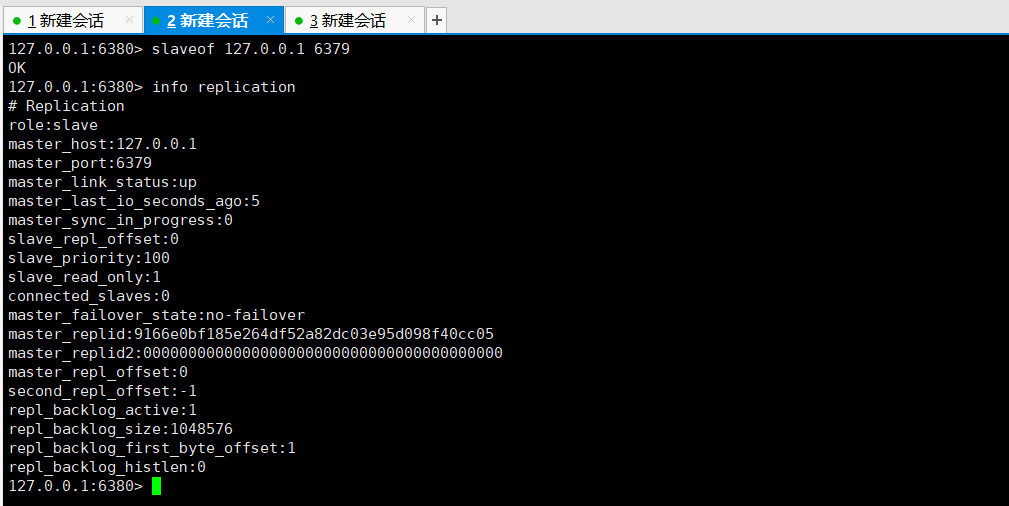 1 新建会话 × 2 新建会话 × 3 新建会话 × +
127.0.0.1:6380> slaveof 127.0.0.1 6379
OK
127.0.0.1:6380> info replication
# Replication
role:slave
master_host:127.0.0.1
master_port:6379
master_link_status:up
master_last_io_seconds_ago:5
master_sync_in_progress:0
slave_repl_offset:0
slave_priority:100
slave_read_only:1
connected_slaves:0
master_failover_state:no-failover
master_replid:9166e0bf185e264df52a82dc03e95d098f40cc05
master_replid2:0000000000000000000000000000000000000000
master_repl_offset:0
second_repl_offset:-1
repl_backlog_active:1
repl_backlog_size:1048576
repl_backlog_first_byte_offset:1
repl_backlog_histlen:0
127.0.0.1:6380>